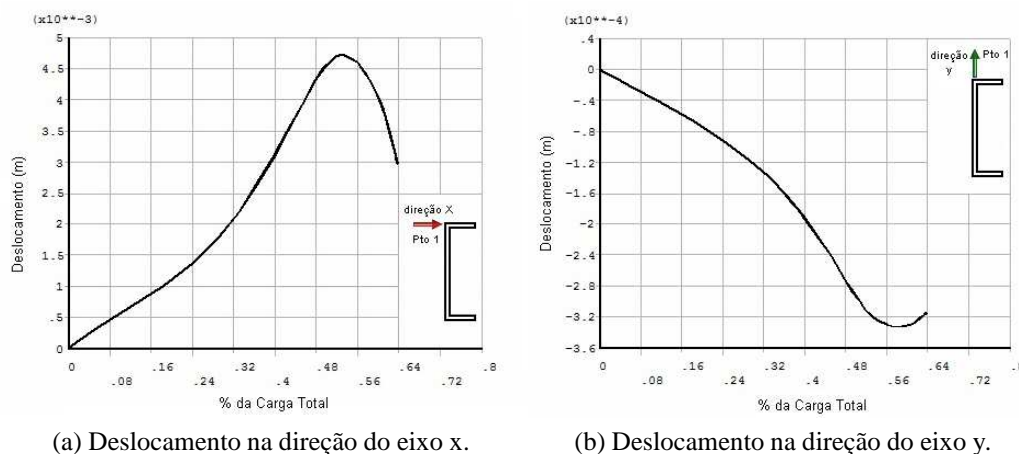 (x10**-3)
5
4.5
4
3.5
3
2.5
2
1.5
1
.5
0
Deslocamento (m)
direção X
Pto 1
0 .16 .32 .48 .64 .8
.08 .24 .4 .56 .72
% da Carga Total
(a) Deslocamento na direção do eixo x.
(x10**-4)
.4
0
-.4
-.8
-1.2
-1.6
-2
-2.4
-2.8
-3.2
-3.6
Deslocamento (m)
direção
y
Pto 1
0 .16 .32 .48 .64
.08 .24 .4 .56 .72
% da Carga Total
(b) Deslocamento na direção do eixo y.